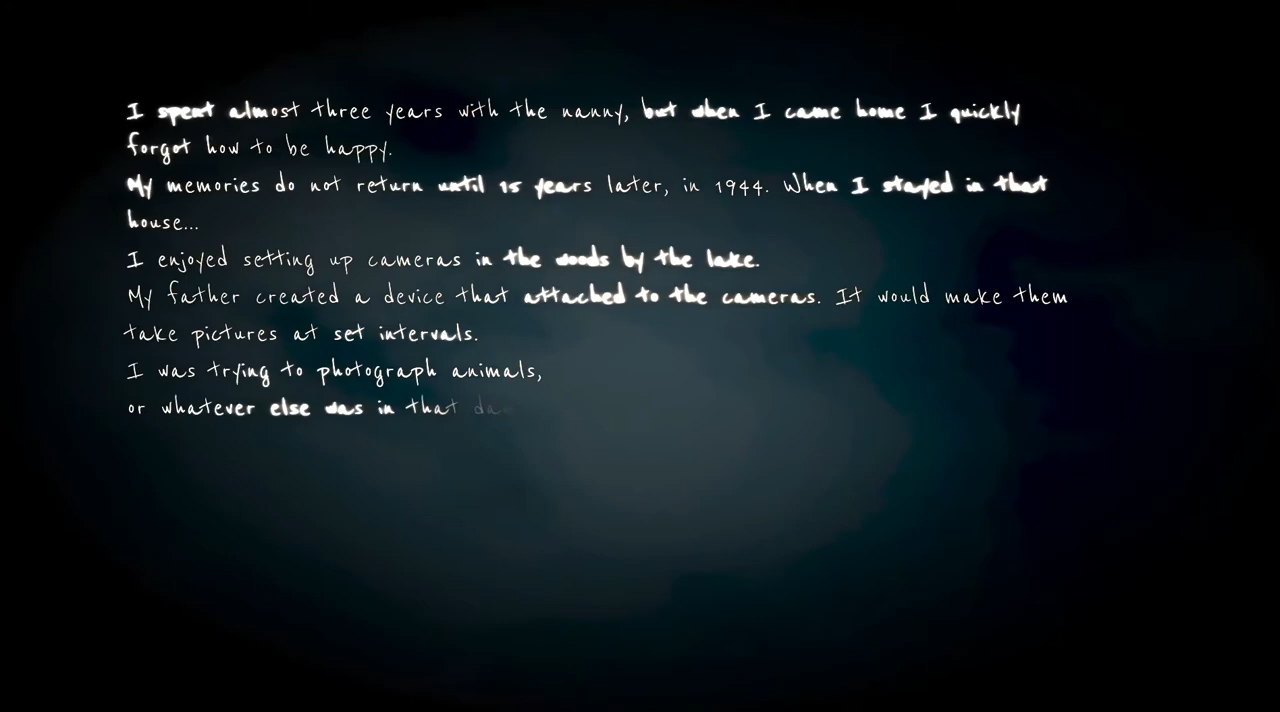 I spent almost three years with the nanny, but when I came home I quickly
forgot how to be happy.
My memories do not return until 15 years later, in 1944. When I stayed in that
house...
I enjoyed setting up cameras in the woods by the lake.
My father created a device that attached to the cameras. It would make them
take pictures at set intervals.
I was trying to photograph animals,
or whatever else was in that